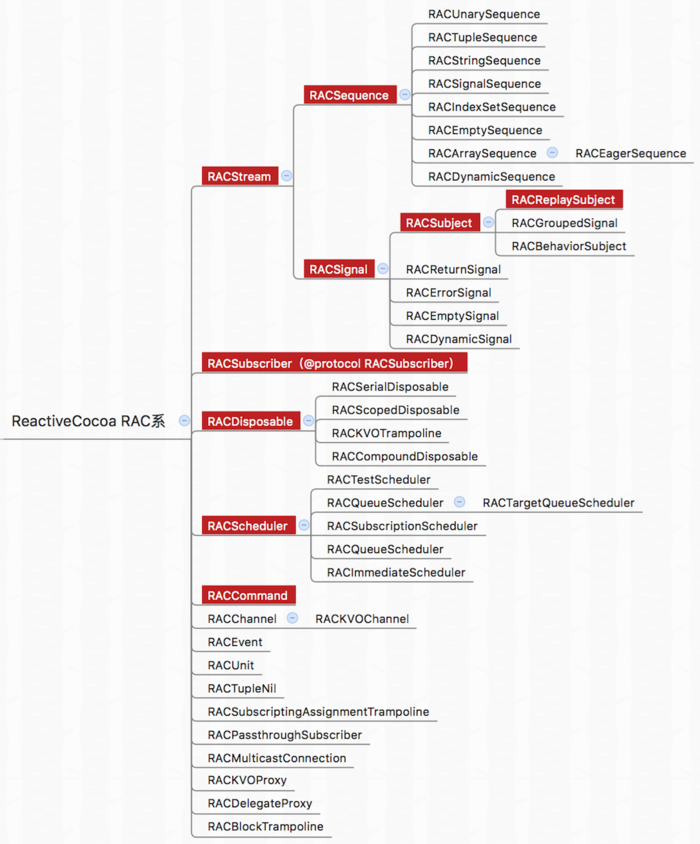 ReactiveCocoa RAC系
RACStream
RACSequence
RACUnarySequence
RACTupleSequence
RACStringSequence
RACSignalSequence
RACIndexSetSequence
RACEmptySequence
RACArraySequence
RACEagerSequence
RACDynamicSequence
RACSignal
RACSubject
RACReplaySubject
RACGroupedSignal
RACBehaviorSubject
RACReturnSignal
RACErrorSignal
RACEmptySignal
RACDynamicSignal
RACSubscriber（@protocol RACSubscriber）
RACDisposable
RACSerialDisposable
RACScopedDisposable
RACKVOTrampoline
RACCompoundDisposable
RACScheduler
RACTestScheduler
RACQueueScheduler
RACTargetQueueScheduler
RACSubscriptionScheduler
RACQueueScheduler
RACImmediateScheduler
RACCommand
RACChannel
RACKVOChannel
RACEvent
RACUnit
RACTupleNil
RACSubscriptingAssignmentTrampoline
RACPassthroughSubscriber
RACMulticastConnection
RACKVOProxy
RACDelegateProxy
RACBlockTrampoline